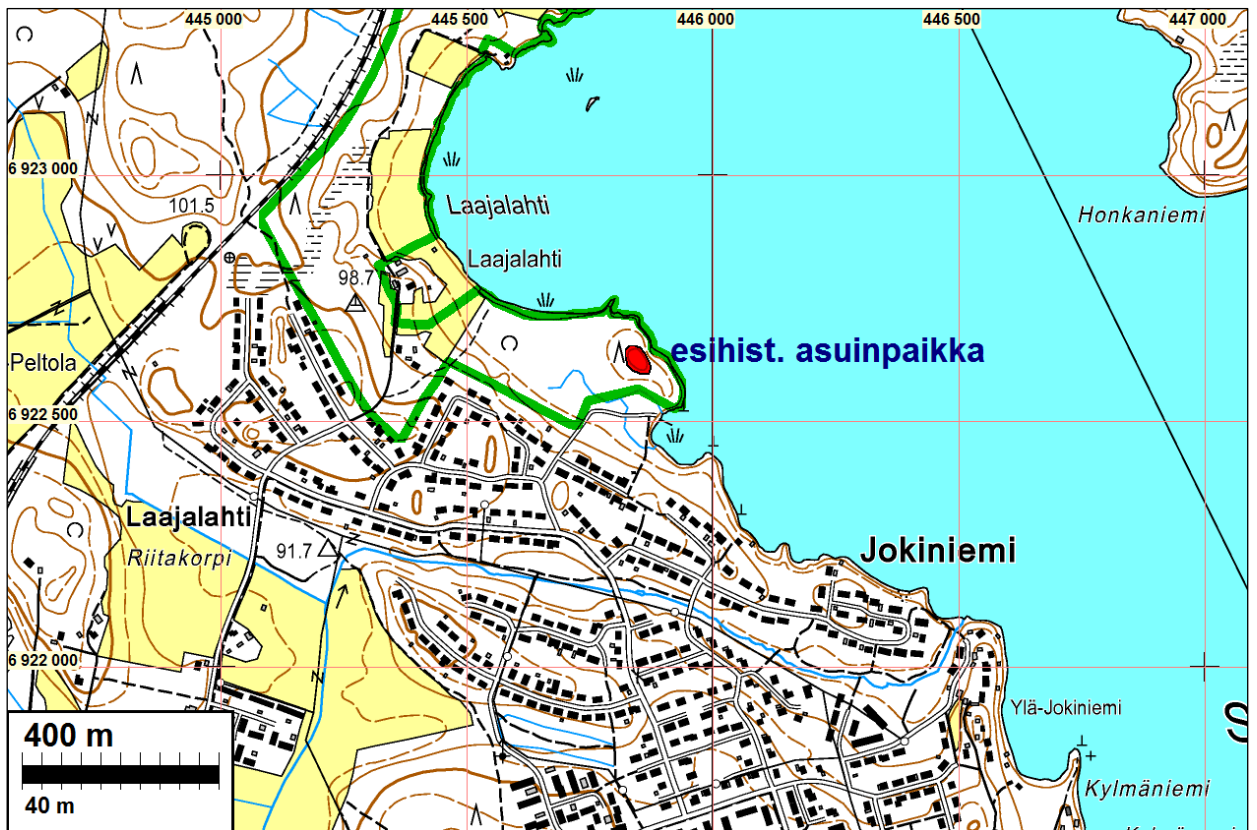 445 000
445 500
446 000
446 500
447 000
6 923 000
101.5
Laajalahti
Honkaniemi
Laajalahti
98.7
esihist. asuinpaikka
-Peltola
6 922 500
Laajalahti
Riitakorpi
91.7
Jokiniemi
6 922 000
Ylä-Jokiniemi
S
400 m
40 m
Kylmäniemi